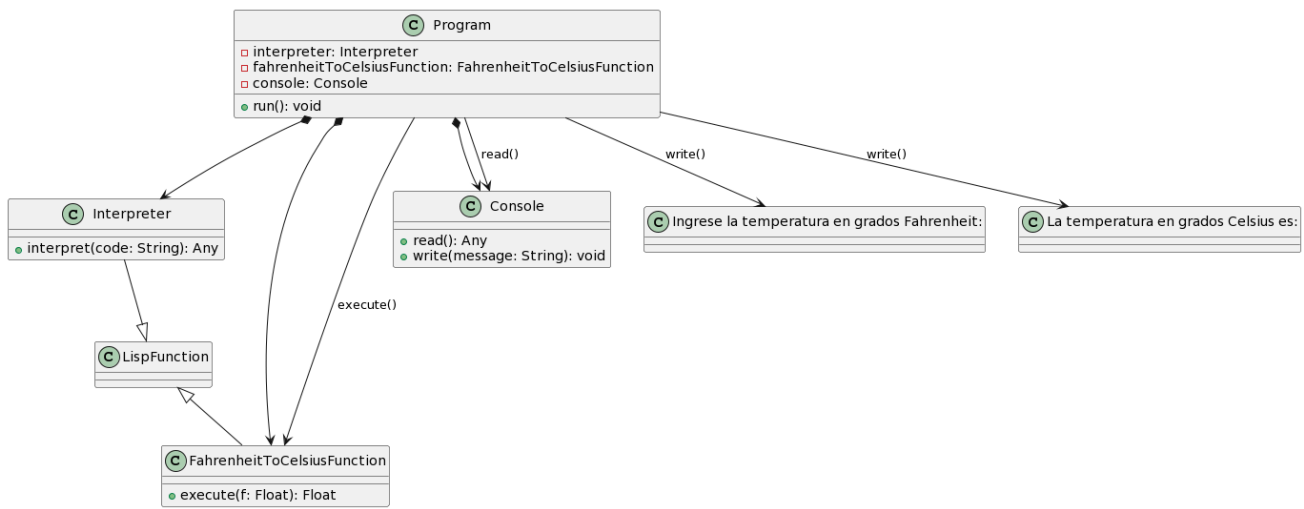 C Program
interpreter: Interpreter
fahrenheitToCelsiusFunction: FahrenheitToCelsiusFunction
console: Console
run(): void
read()
write()
write()
C Interpreter
interpret(code: String): Any
C Console
read(): Any
write(message: String): void
C Ingrese la temperatura en grados Fahrenheit:
C La temperatura en grados Celsius es:
execute()
C LispFunction
C FahrenheitToCelsiusFunction
execute(f: Float): Float